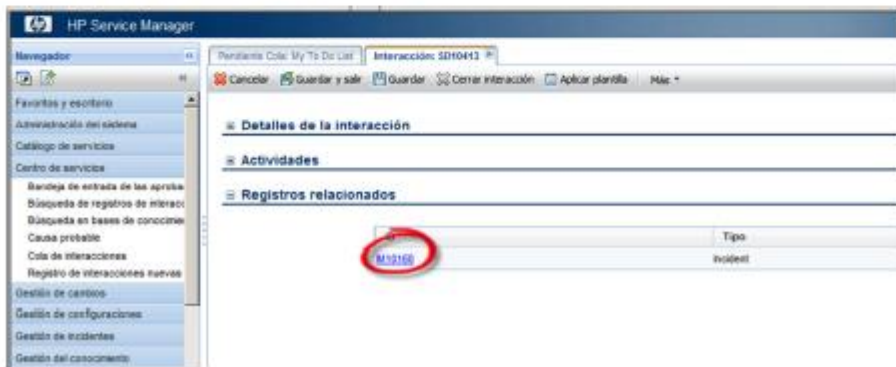 HP Service Manager
Navegador
Pendiente Cola: My To Do List
Interacción: SD10413
Cancelar Guardar y salir Guardar Cerrar interacción Aplicar plantilla Más
Favoritos y escritorio
Administración del sistema
Catálogo de servicios
Centro de servicios
Bandeja de entrada de las aproba
Búsqueda de registros de interacc
Búsqueda en bases de conocimie
Causa probable
Cola de interacciones
Registro de interacciones nuevas
Gestión de cambios
Gestión de configuraciones
Gestión de incidentes
Gestión del conocimiento
Detalles de la interacción
Actividades
Registros relacionados
Tipo
IM10160
incident